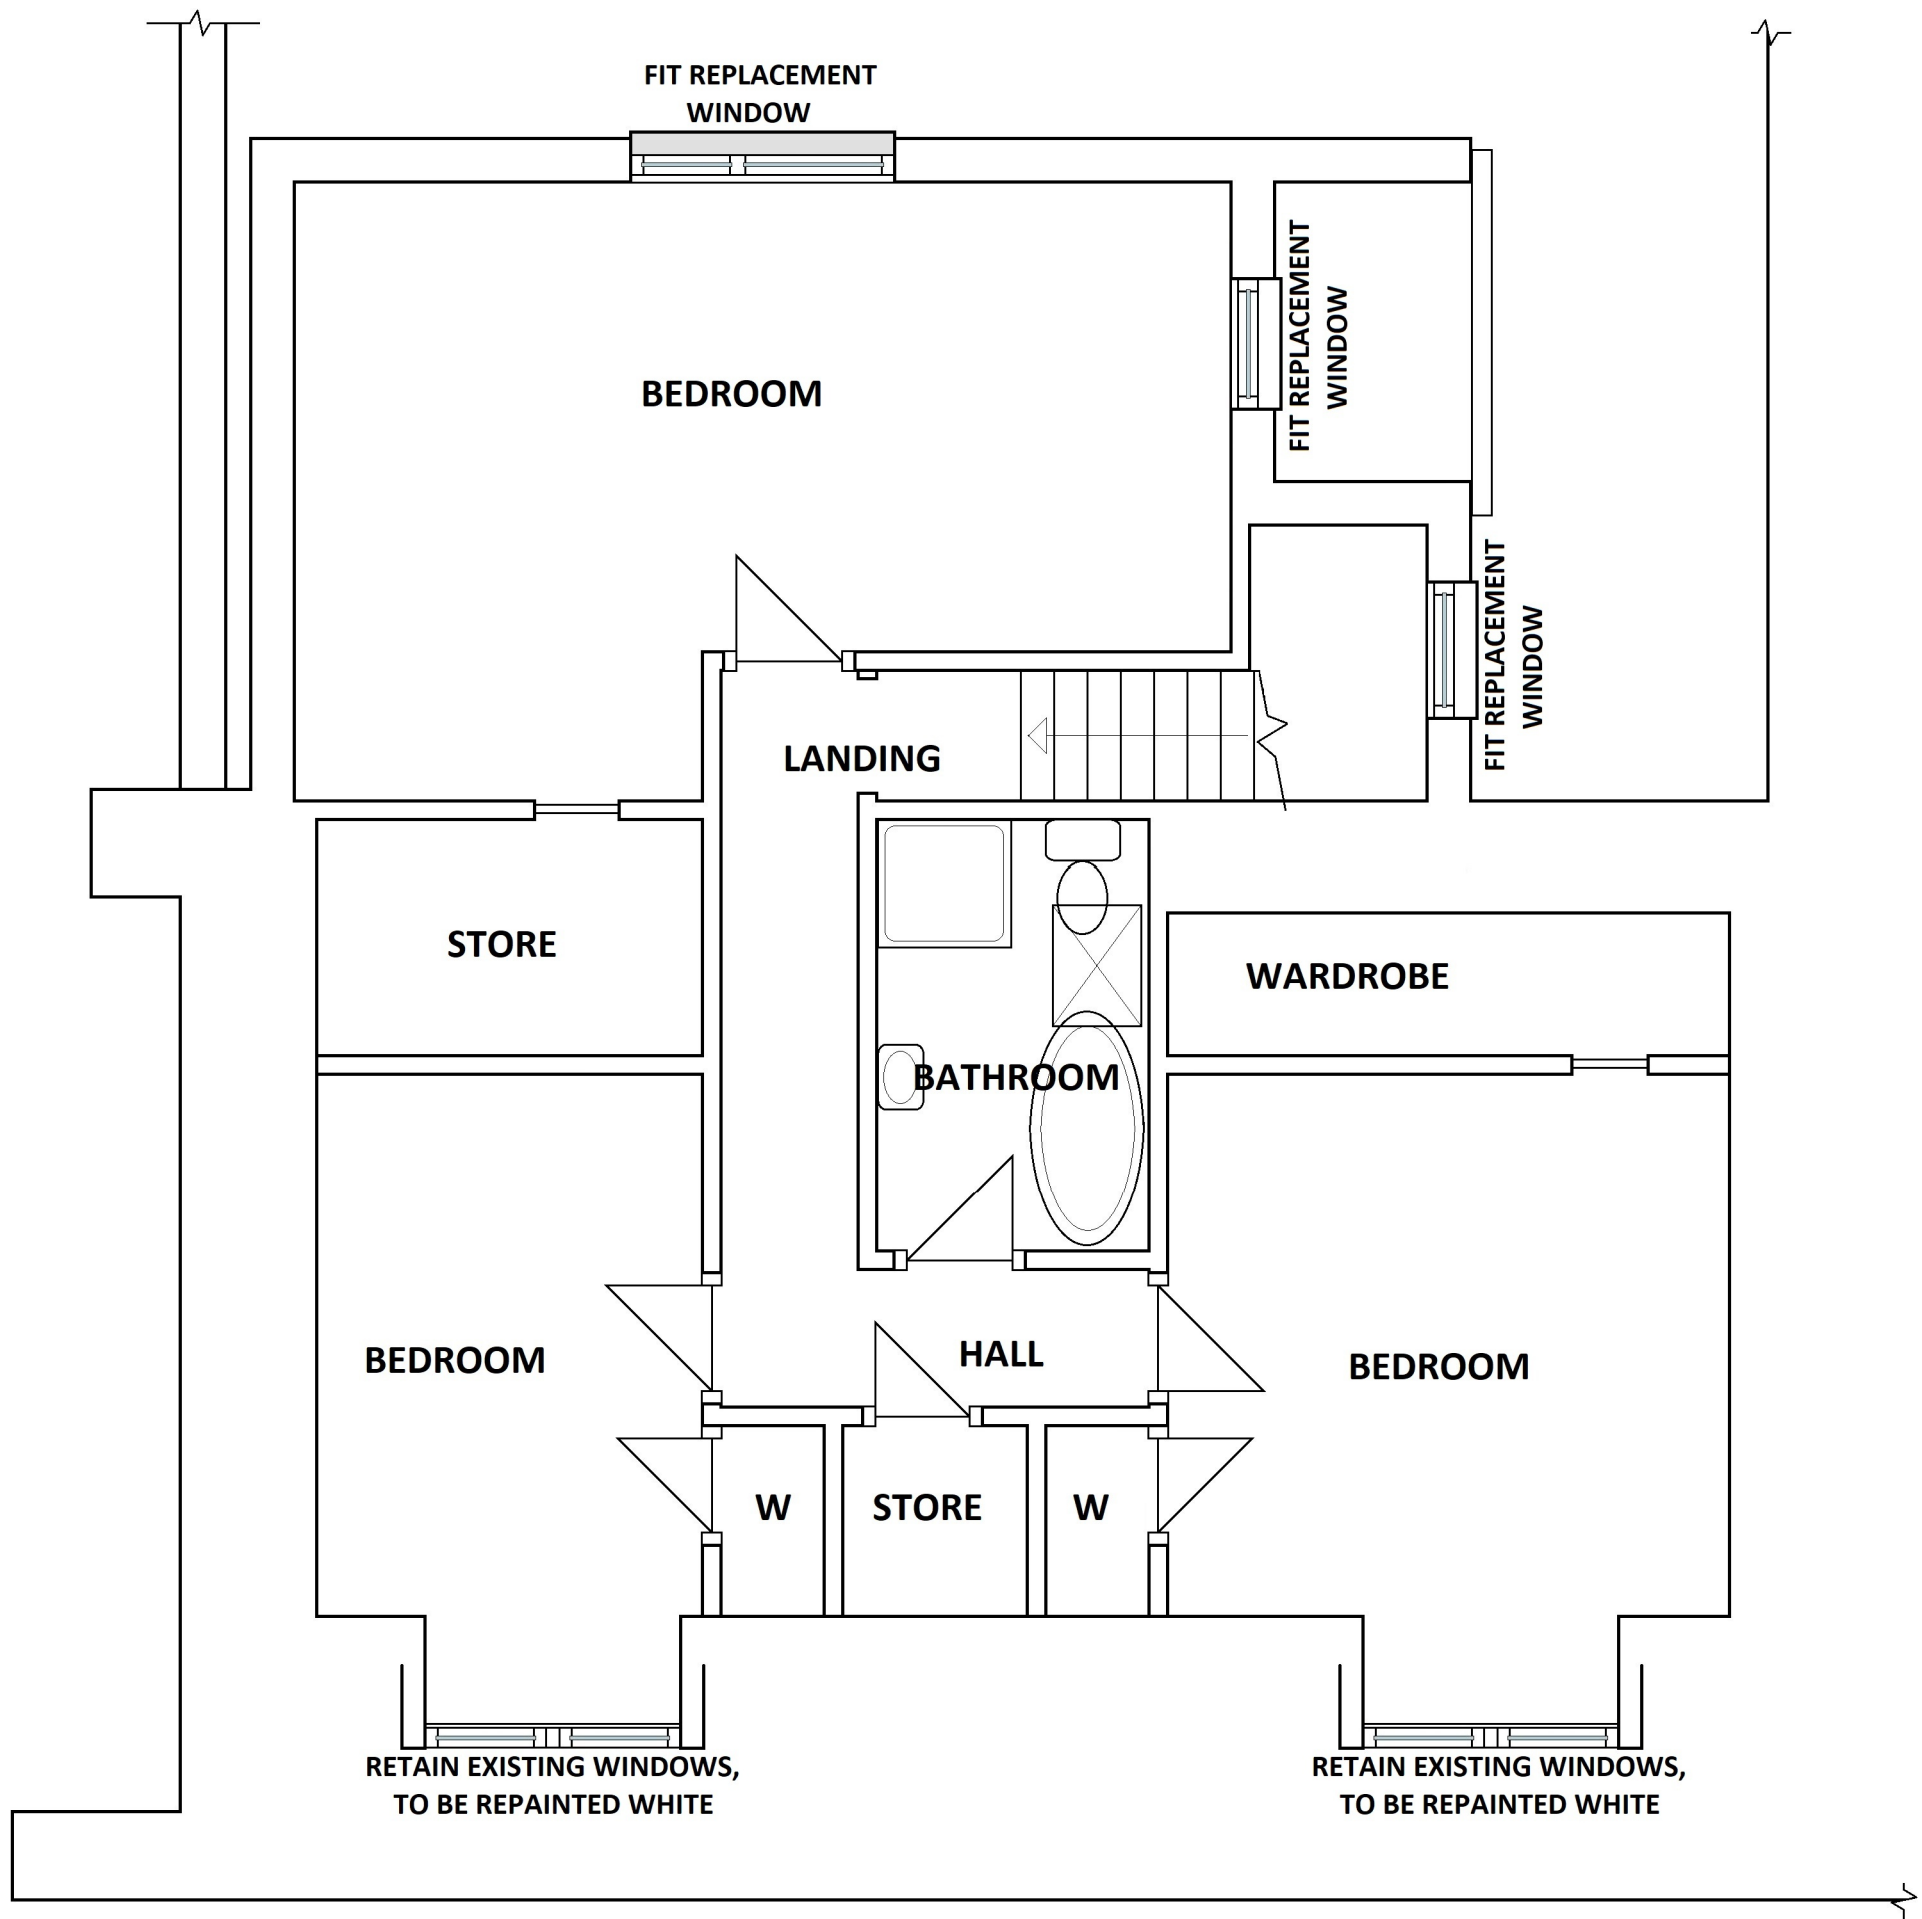 FIT REPLACEMENT
WINDOW
FIT REPLACEMENT
WINDOW
BEDROOM
FIT REPLACEMENT
WINDOW
LANDING
STORE
WARDROBE
BATHROOM
HALL
BEDROOM
BEDROOM
W
STORE
W
RETAIN EXISTING WINDOWS,
TO BE REPAINTED WHITE
RETAIN EXISTING WINDOWS,
TO BE REPAINTED WHITE